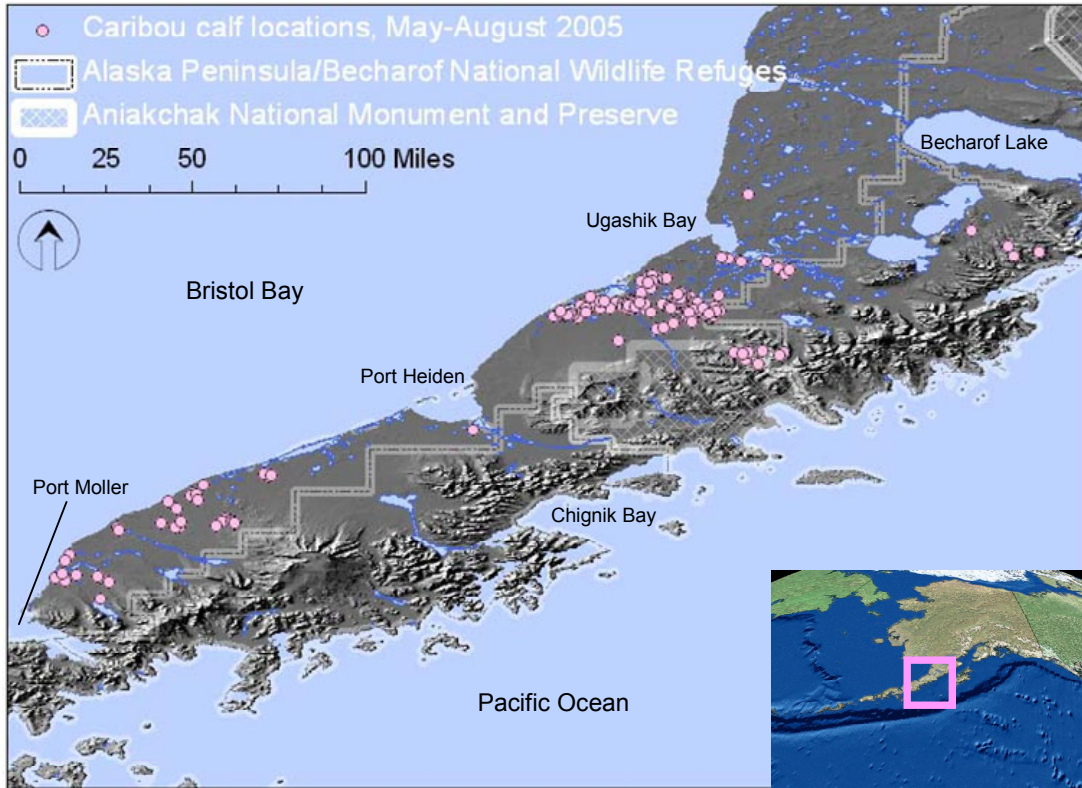 Caribou calf locations, May-August 2005
Alaska Peninsula/Becharof National Wildlife Refuges
Aniakchak National Monument and Preserve
0 25 50 100 Miles
Becharof Lake
Ugashik Bay
Bristol Bay
Port Heiden
Port Moller
Chignik Bay
Pacific Ocean